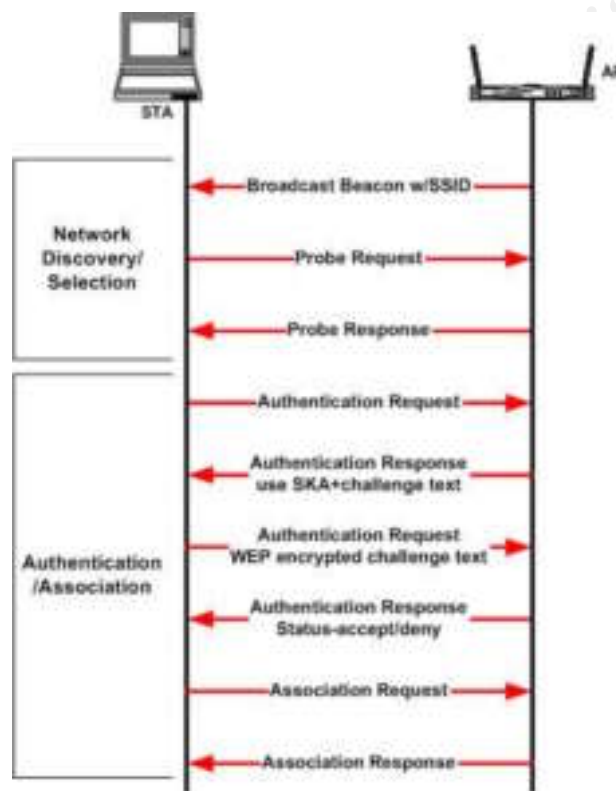 STA
AP
Broadcast Beacon w/SSID
Network
Discovery/
Selection
Probe Request
Probe Response
Authentication Request
Authentication Response
use SKA+challenge text
Authentication Request
WEP encrypted challenge text
Authentication
/Association
Authentication Response
Status-accept/deny
Association Request
Association Response